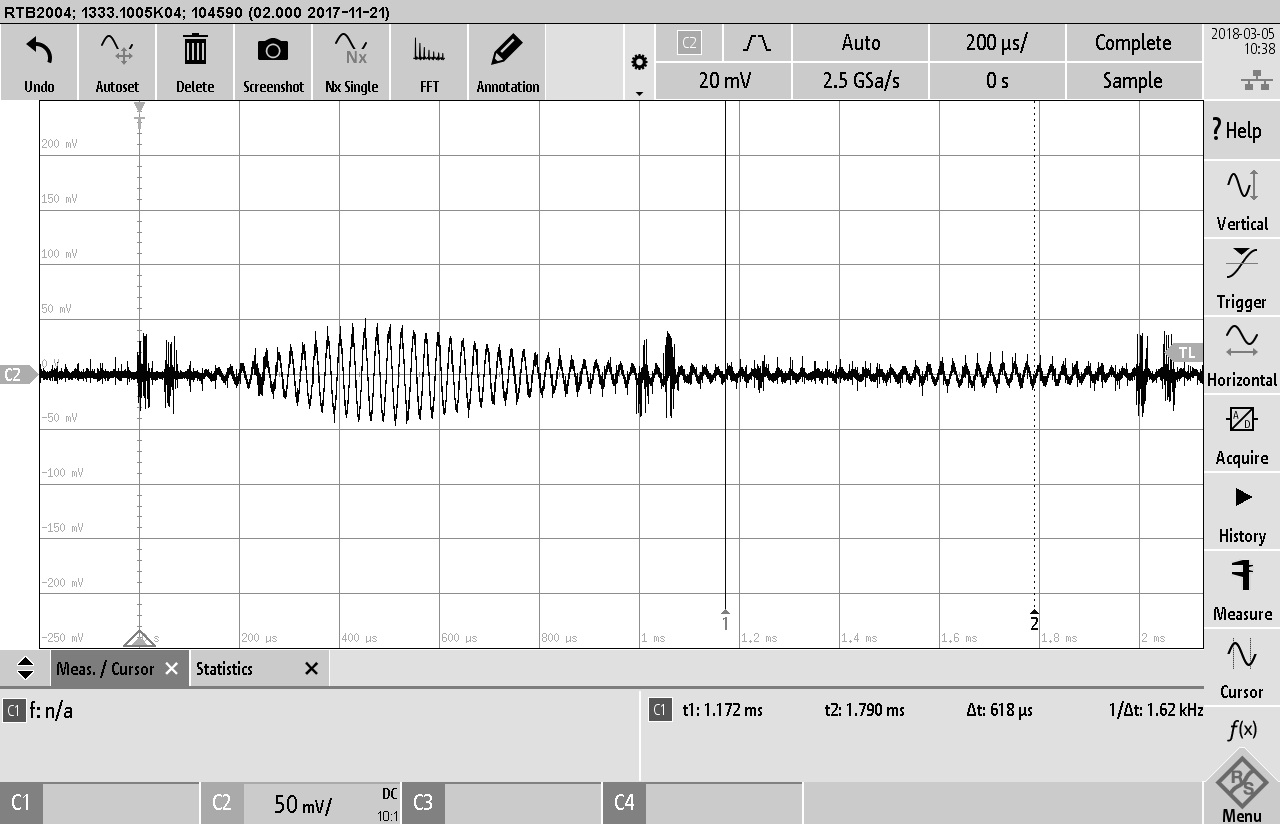 RTB2004; 1333.1005K04; 104590 (02.000 2017-11-21)
Undo
Autoset
Delete
Screenshot
Nx
Nx Single
FFT
Annotation
C2
Auto
200 µs/
Complete
2018-03-05
10:38
20 mV
2.5 GSa/s
0 s
Sample
? Help
Vertical
Trigger
Horizontal
A/D
Acquire
History
Measure
Cursor
f(x)
R/S
Menu
200 mV
150 mV
100 mV
50 mV
0 V
C2
TL
-50 mV
-100 mV
-150 mV
-200 mV
-250 mV
1
2
s
200 µs
400 µs
600 µs
800 µs
1 ms
1.2 ms
1.4 ms
1.6 ms
1.8 ms
2 ms
Meas. / Cursor
Statistics
C1 f: n/a
C1 t1: 1.172 ms t2: 1.790 ms Δt: 618 µs 1/Δt: 1.62 kHz
C1
C2
50 mV/
DC
10:1
C3
C4